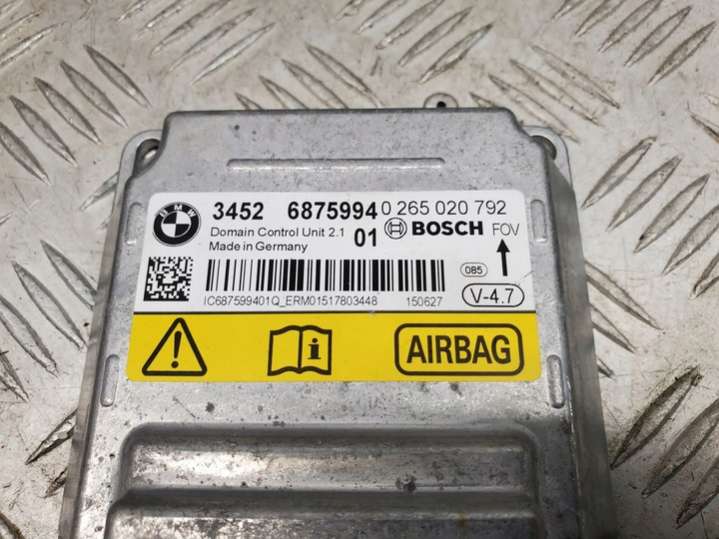 BMW 3452 6875994 0 265 020 792
Domain Control Unit 2.1 01 BOSCH FOV
Made in Germany
085
IC687599401Q_ERM01517803448 150627 V-4.7
AIRBAG